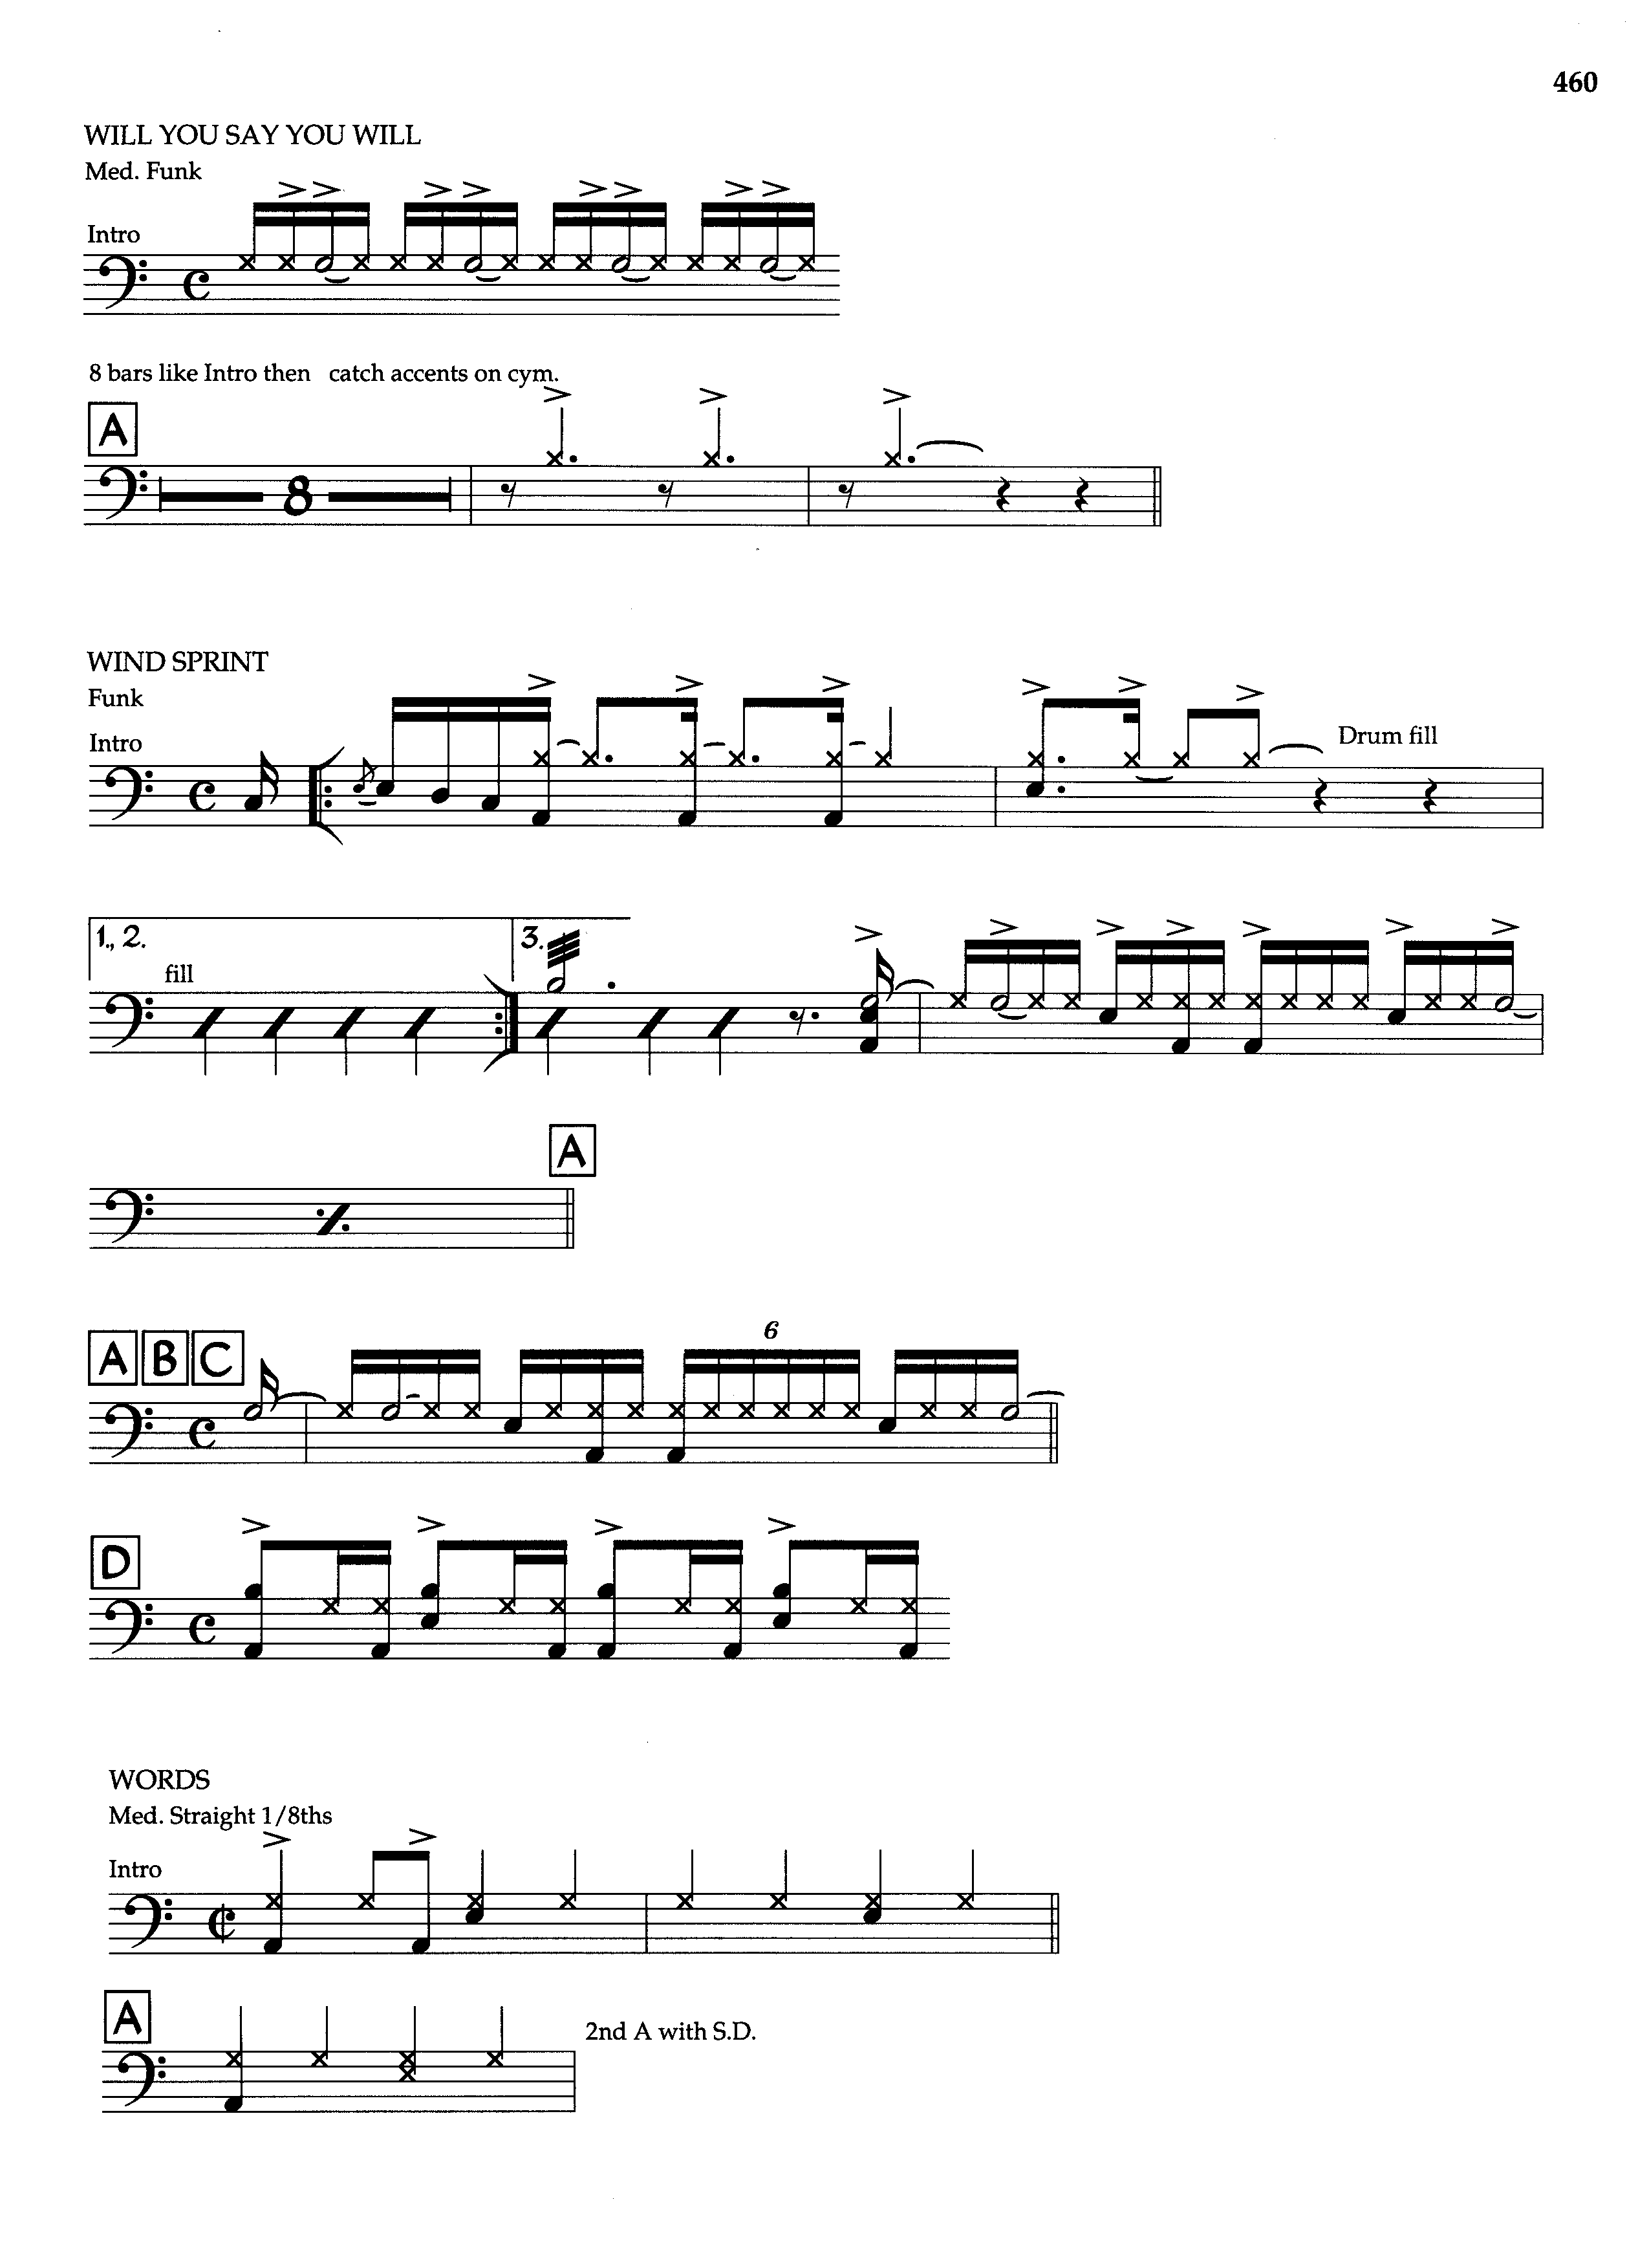 460
WILL YOU SAY YOU WILL
Med. Funk
Intro
8 bars like Intro then catch accents on cym.
A
8
WIND SPRINT
Funk
Intro
Drum fill
1., 2.
3.
fill
A
6
A B C
D
WORDS
Med. Straight 1/8ths
Intro
A
2nd A with S.D.